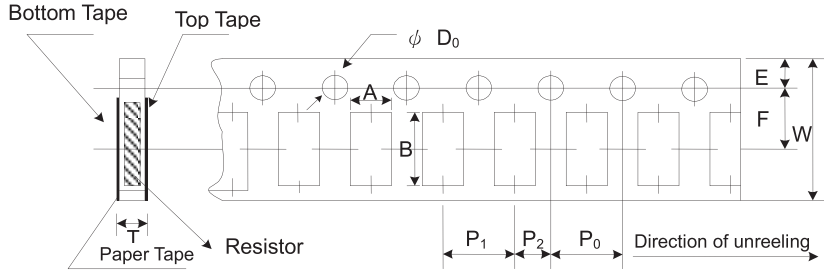 Bottom Tape
Top Tape
ϕ D₀
E
A
F
B
W
T
P₁
P₂
P₀
Direction of unreeling
Resistor
Paper Tape